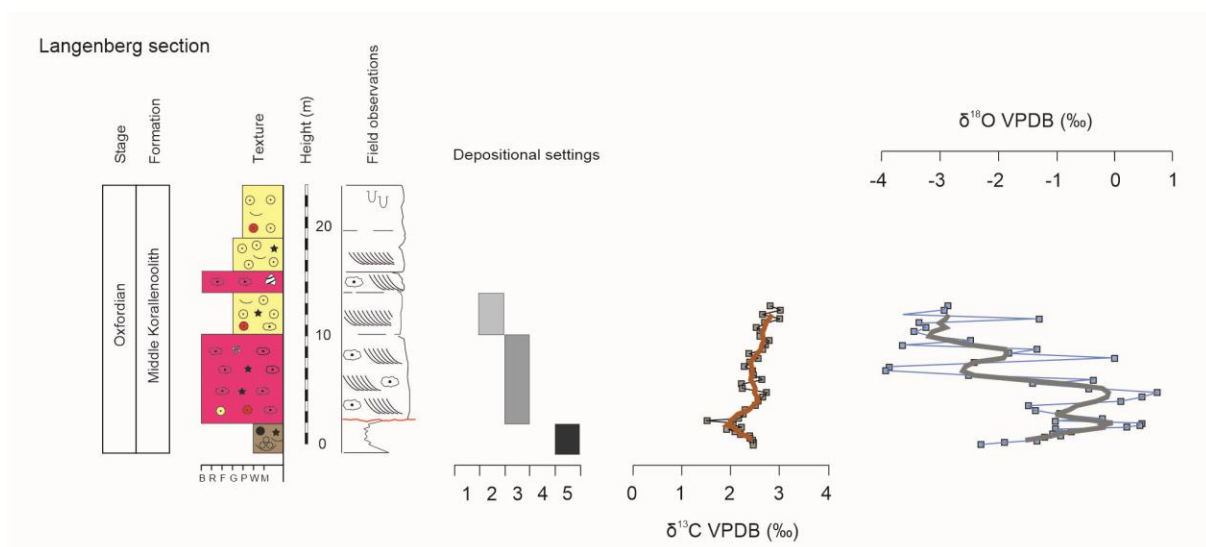 Langenberg section
Stage
Formation
Texture
Height (m)
Field observations
Depositional settings
δ¹⁸O VPDB (‰)
-4 -3 -2 -1 0 1
Oxfordian
Middle Korallenoolith
20
10
0
B R F G P W M
1 2 3 4 5
0 1 2 3 4
δ¹³C VPDB (‰)